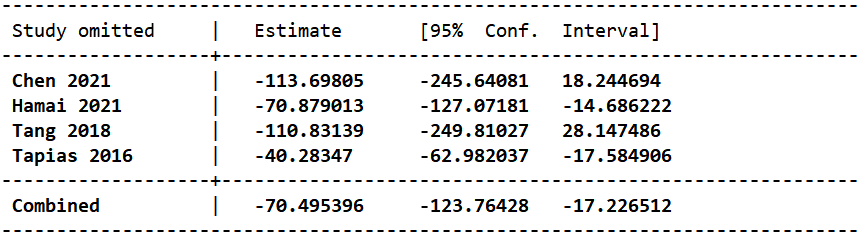 Study omitted | Estimate [95% Conf. Interval]
Chen 2021 | -113.69805 -245.64081 18.244694
Hamai 2021 | -70.879013 -127.07181 -14.686222
Tang 2018 | -110.83139 -249.81027 28.147486
Tapias 2016 | -40.28347 -62.982037 -17.584906
Combined | -70.495396 -123.76428 -17.226512